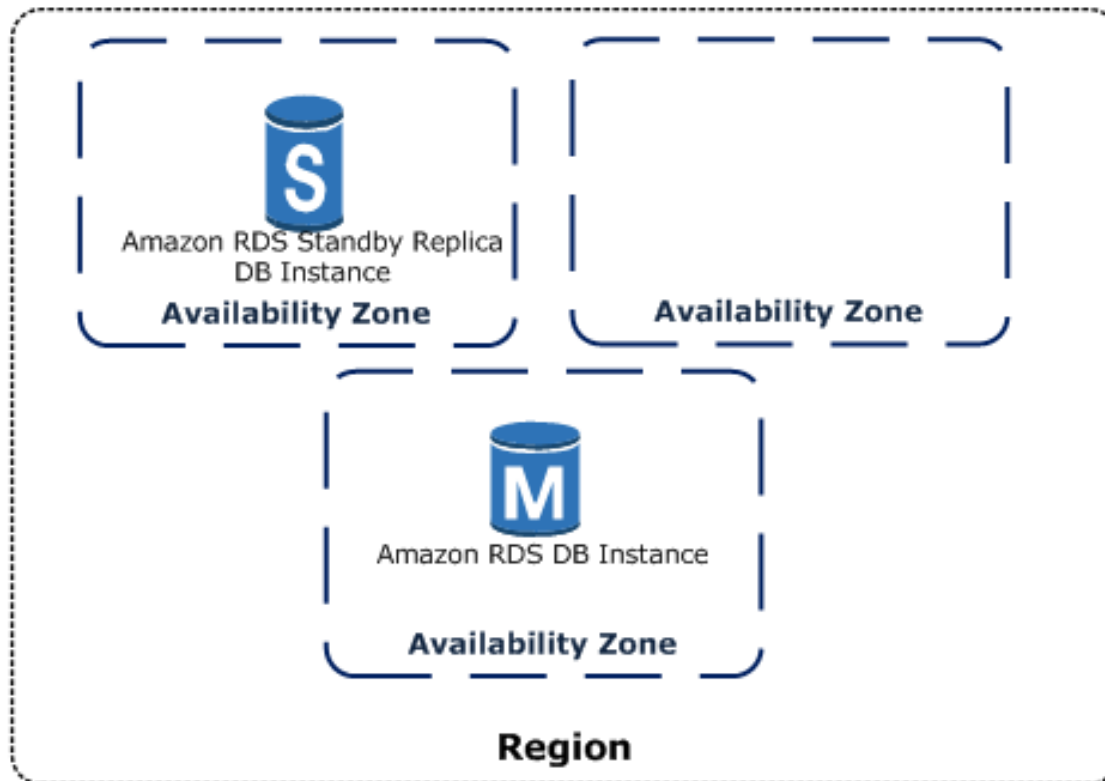 S
Amazon RDS Standby Replica
DB Instance
Availability Zone
Availability Zone
M
Amazon RDS DB Instance
Availability Zone
Region